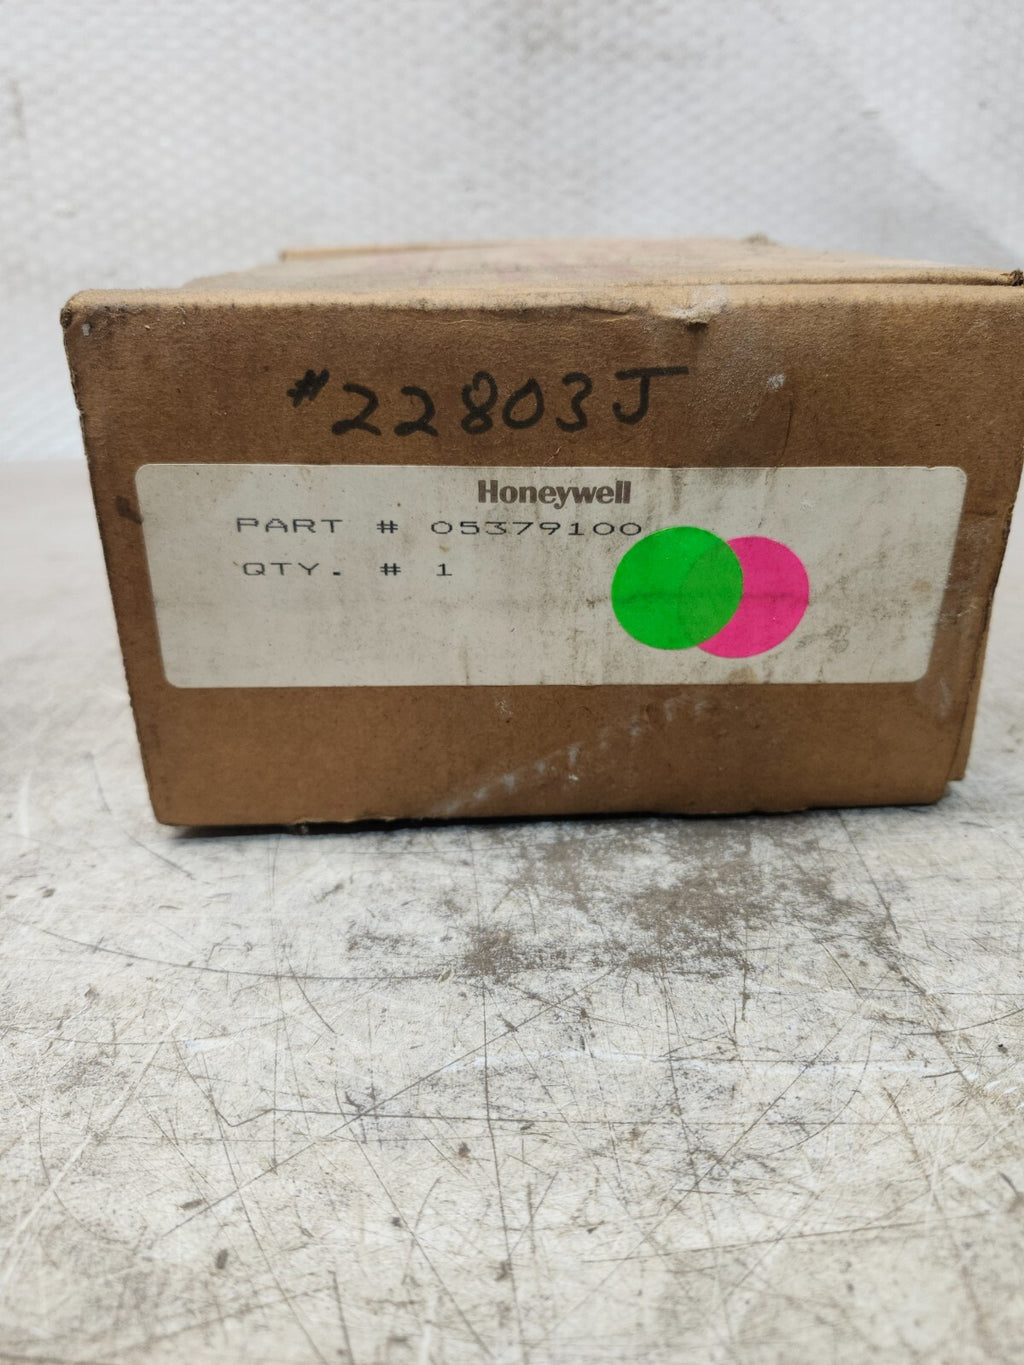 #22803J
Honeywell
PART # 05379100
QTY. # 1